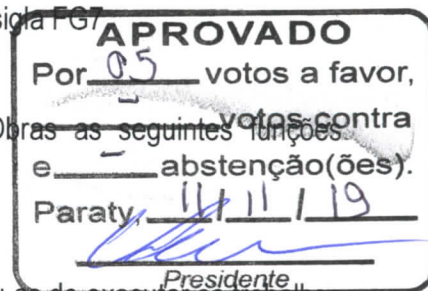 sigla FG7
APROVADO
Por 05 votos a favor,
- votos contra
Obras as seguintes funções
e - abstenção(ões).
Paraty, 11/11/19
Presidente